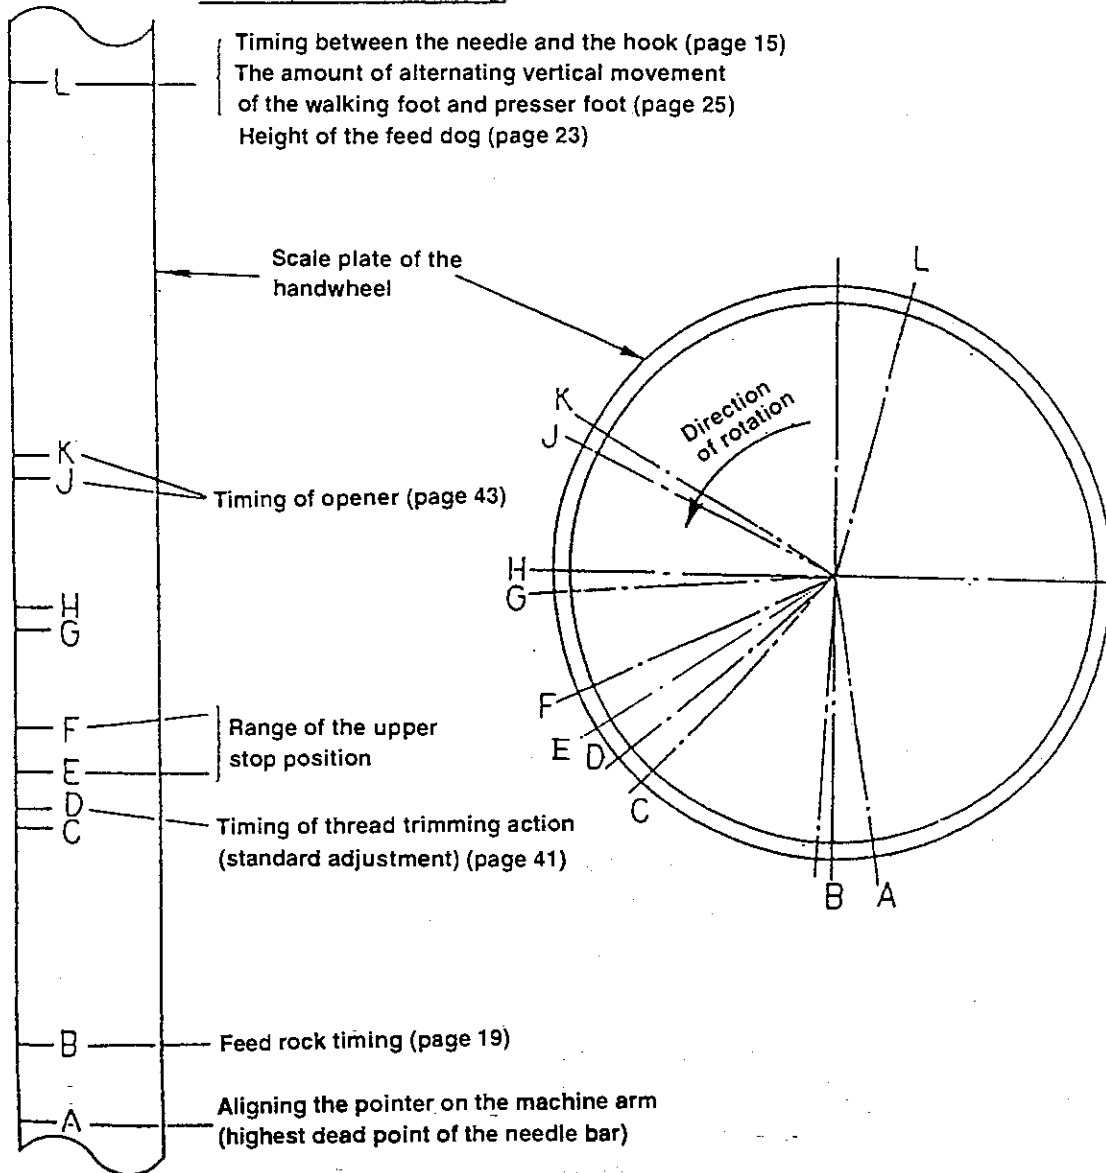 L
Timing between the needle and the hook (page 15)
The amount of alternating vertical movement
of the walking foot and presser foot (page 25)
Height of the feed dog (page 23)
Scale plate of the
handwheel
L
K
J
Direction
of rotation
K
J
Timing of opener (page 43)
H
G
H
G
F
E
Range of the upper
stop position
F
E
D
C
D
C
Timing of thread trimming action
(standard adjustment) (page 41)
B
A
B
Feed rock timing (page 19)
A
Aligning the pointer on the machine arm
(highest dead point of the needle bar)